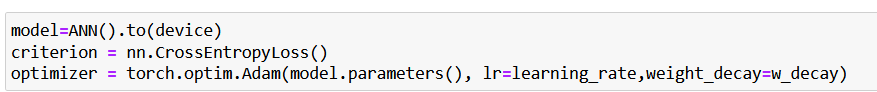 model=ANN().to(device)
criterion = nn.CrossEntropyLoss()
optimizer = torch.optim.Adam(model.parameters(), lr=learning_rate,weight_decay=w_decay)